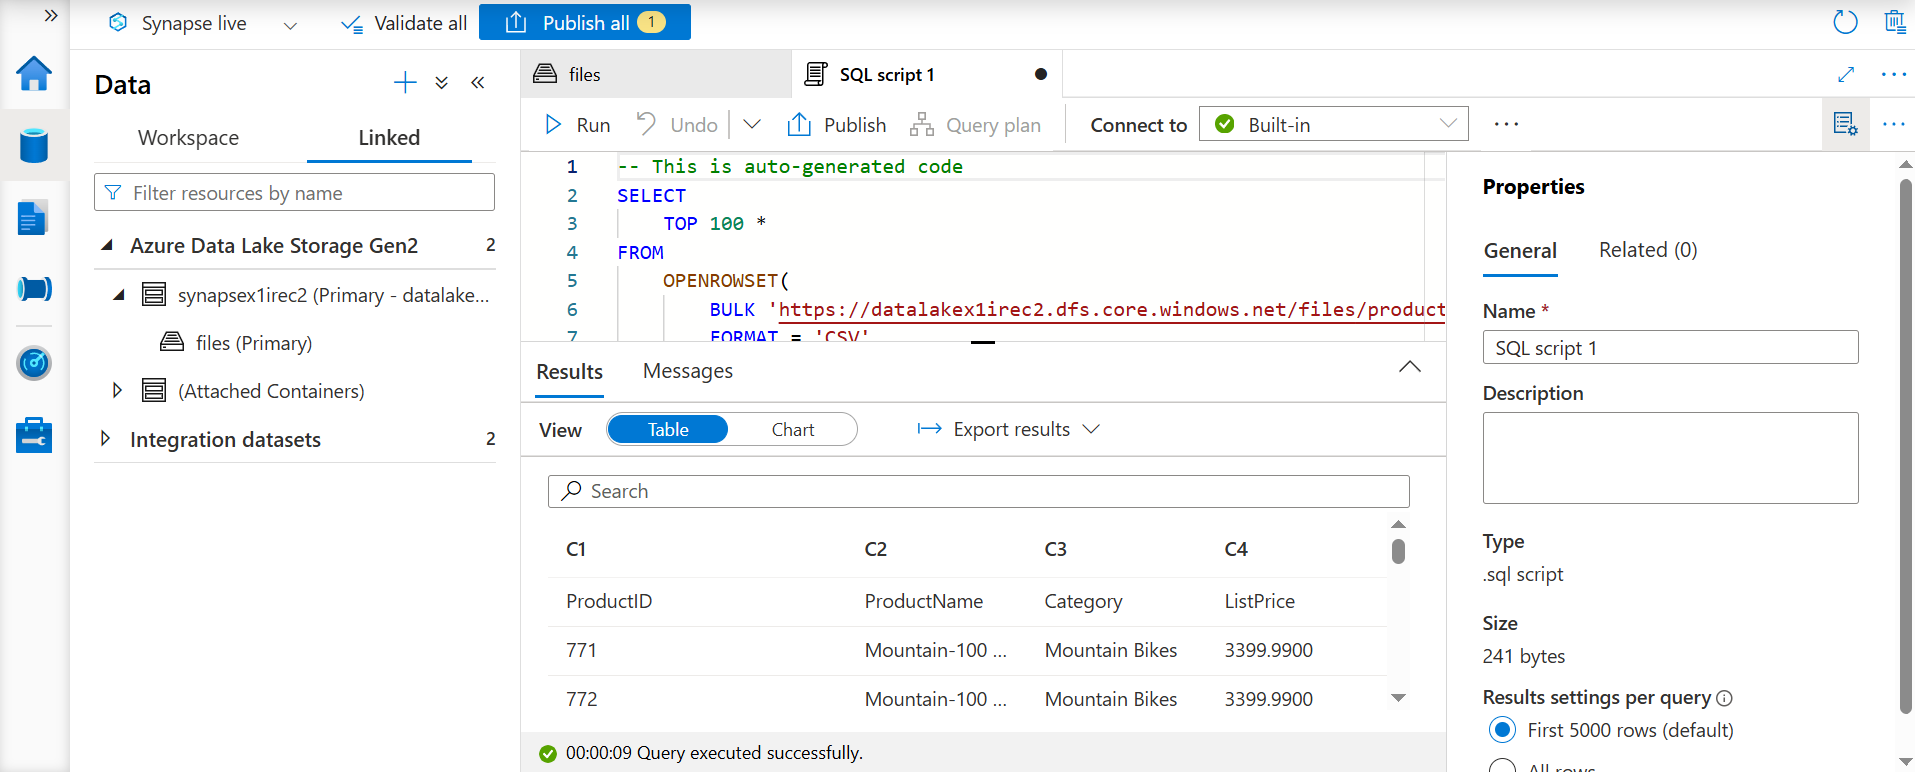 Synapse live
Validate all
Publish all 1
Data
Workspace Linked
Filter resources by name
Azure Data Lake Storage Gen2 2
synapsex1irec2 (Primary - datalake...
files (Primary)
(Attached Containers)
Integration datasets 2
files
SQL script 1
Run Undo Publish Query plan Connect to Built-in
1 -- This is auto-generated code
2 SELECT
3 TOP 100 *
4 FROM
5 OPENROWSET(
6 BULK 'https://datalakex1irec2.dfs.core.windows.net/files/product
7 FORMAT = 'CSV'
Results Messages
View Table Chart Export results
Search
C1 C2 C3 C4
ProductID ProductName Category ListPrice
771 Mountain-100 ... Mountain Bikes 3399.9900
772 Mountain-100 ... Mountain Bikes 3399.9900
00:00:09 Query executed successfully.
Properties
General Related (0)
Name *
SQL script 1
Description
Type
.sql script
Size
241 bytes
Results settings per query
First 5000 rows (default)
All rows